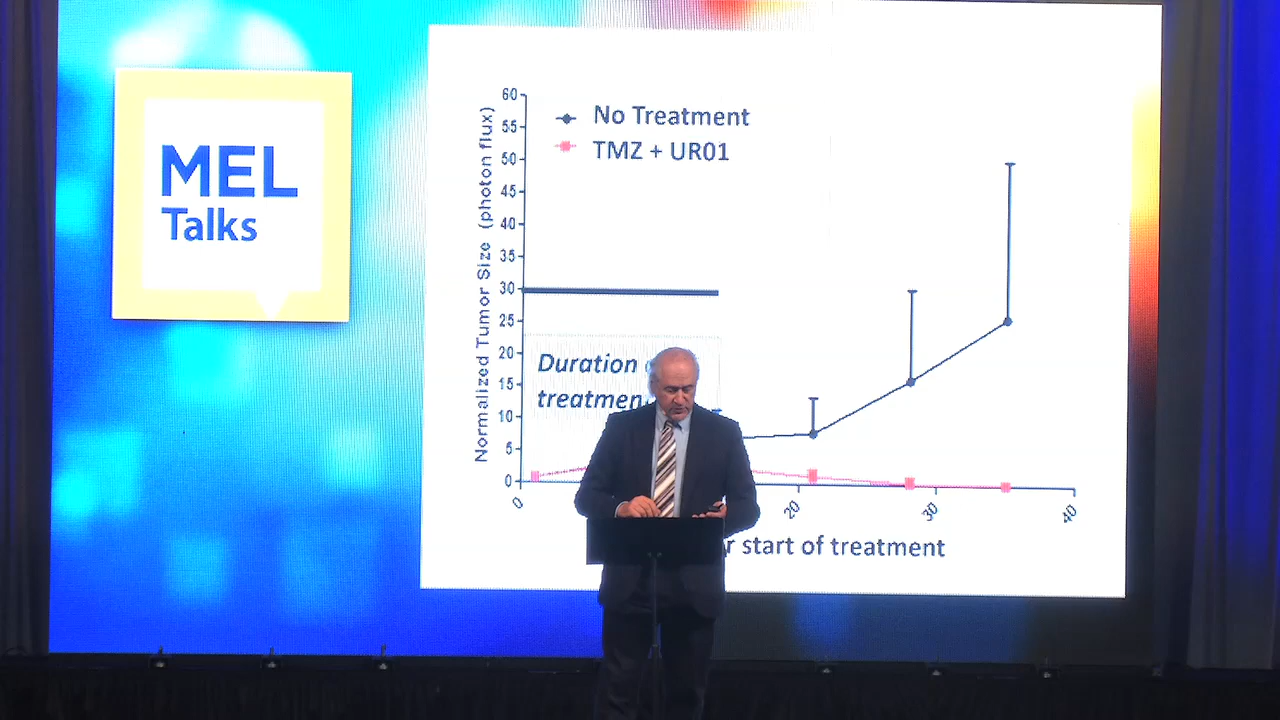 MEL
Talks
No Treatment
TMZ + UR01
Normalized Tumor Size (photon flux)
60
55
50
45
40
35
30
25
20
15
10
5
0
Duration
treatmen
0
20
30
40
r start of treatment